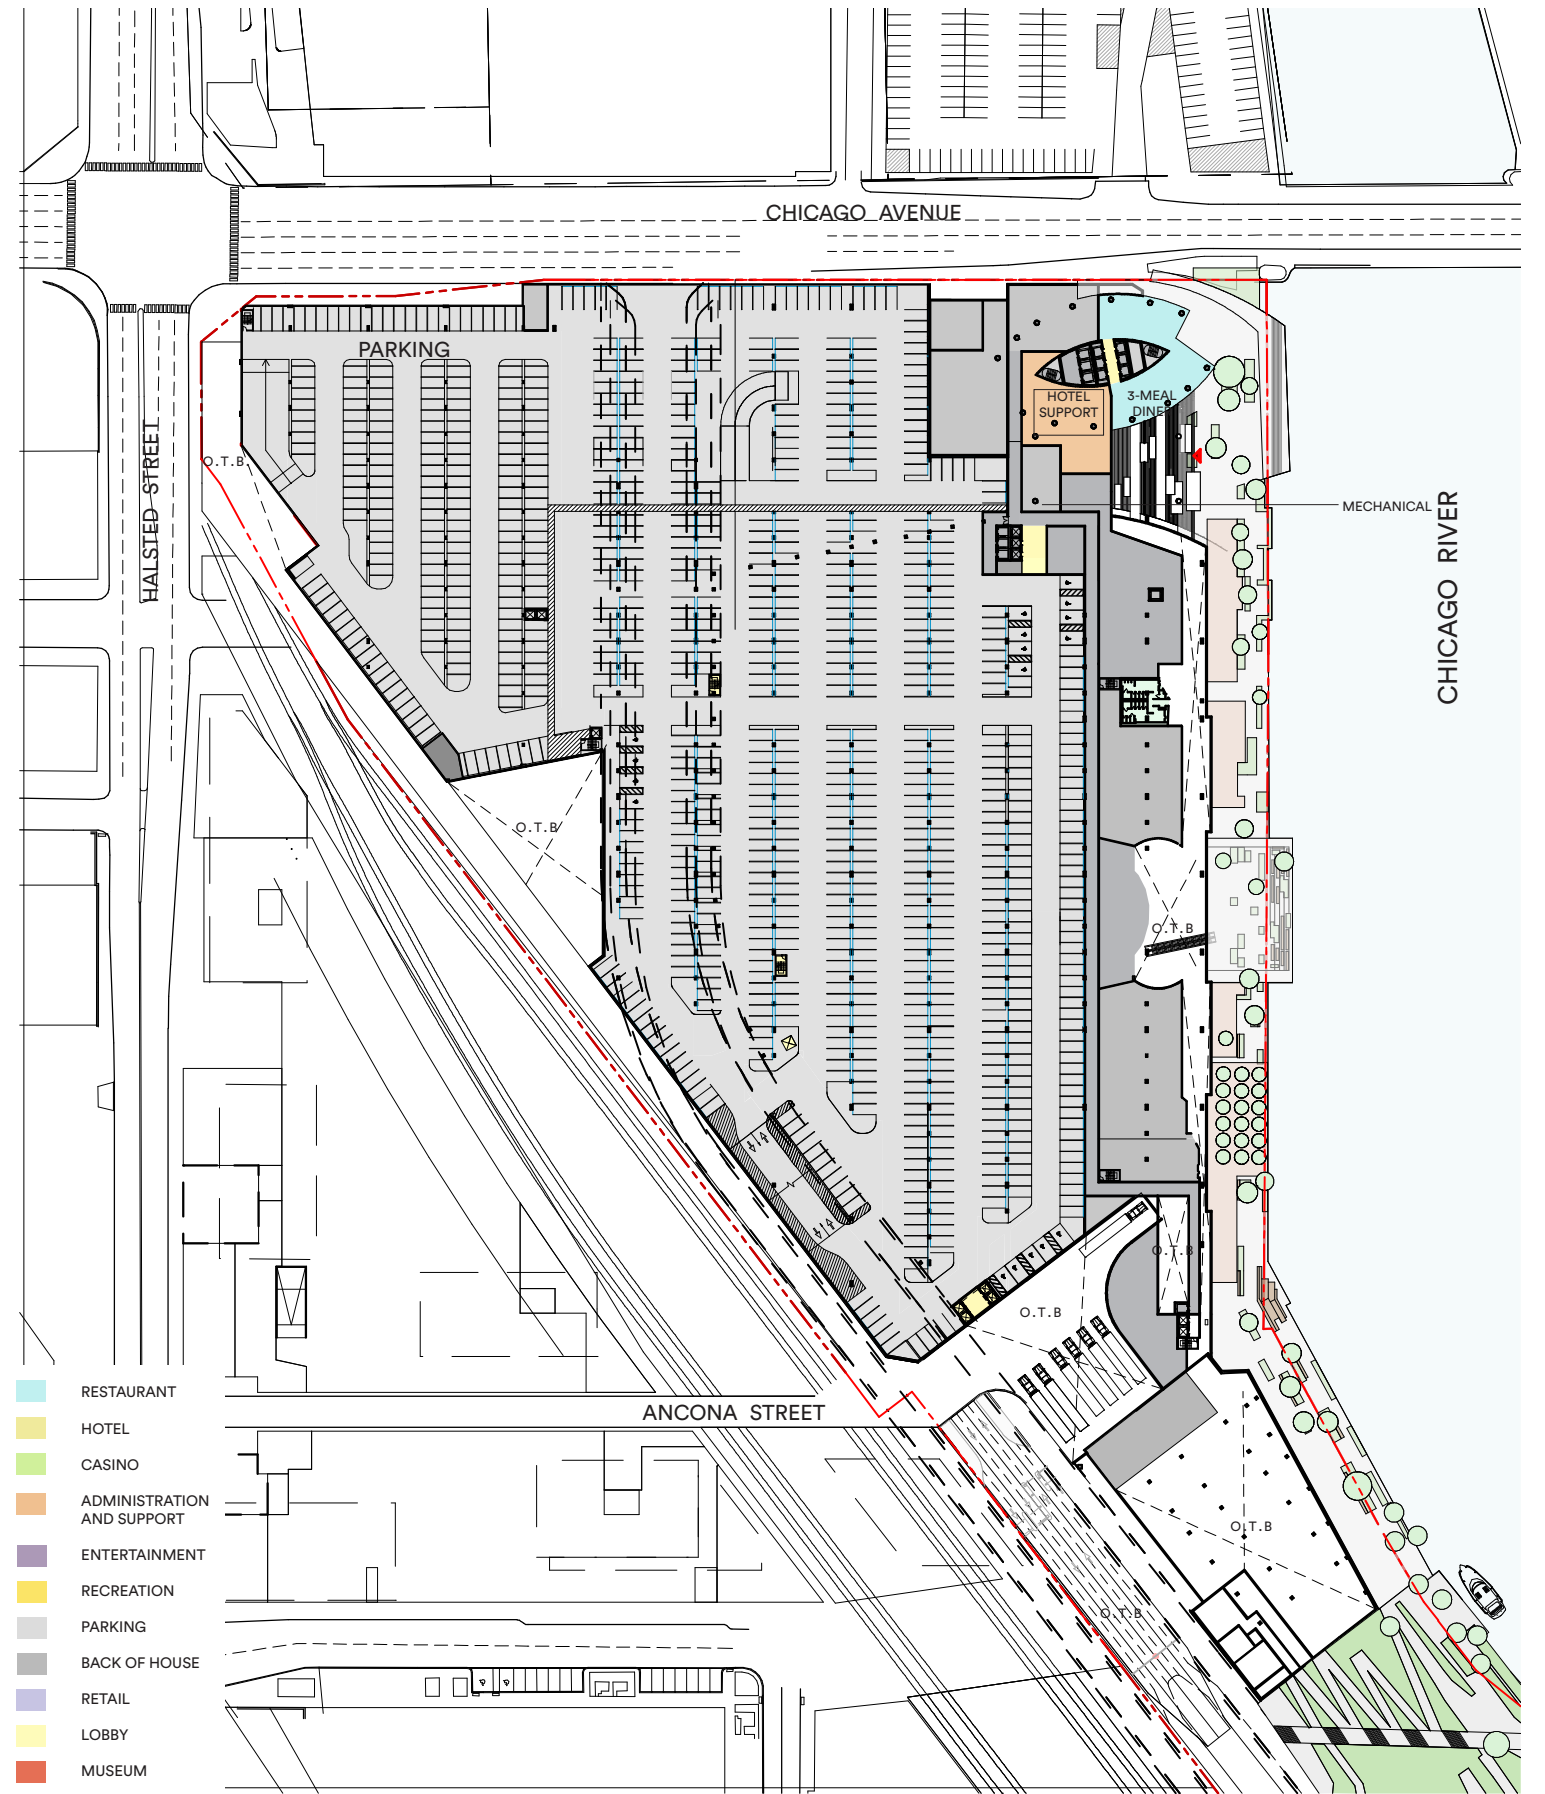 CHICAGO AVENUE
PARKING
HOTEL
SUPPORT
3-MEAL
DINER
O.T.B.
HALSTED STREET
MECHANICAL
CHICAGO RIVER
O.T.B
O.T.B
O.T.B
O.T.B
ANCONA STREET
O.T.B
O.T.B
RESTAURANT
HOTEL
CASINO
ADMINISTRATION
AND SUPPORT
ENTERTAINMENT
RECREATION
PARKING
BACK OF HOUSE
RETAIL
LOBBY
MUSEUM